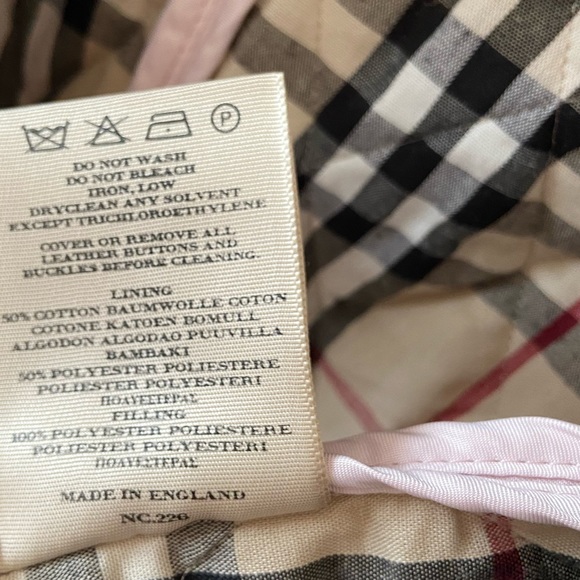 P
DO NOT WASH
DO NOT BLEACH
IRON, LOW
DRYCLEAN ANY SOLVENT
EXCEPT TRICHLOROETHYLENE
COVER OR REMOVE ALL
LEATHER BUTTONS AND
BUCKLES BEFORE CLEANING.
LINING
50% COTTON BAUMWOLLE COTON
COTONE KATOEN BOMULL
ALGODON ALGODAO PUUVILLA
BAMBAKI
50% POLYESTER POLIESTERE
POLIESTER POLYESTERI
ΠΟΛΥΕΣΤΕΡΑΣ
FILLING
100% POLYESTER POLIESTERE
POLIESTER POLYESTERI
ΠΟΛΥΕΣΤΕΡΑΣ
MADE IN ENGLAND
NC.226